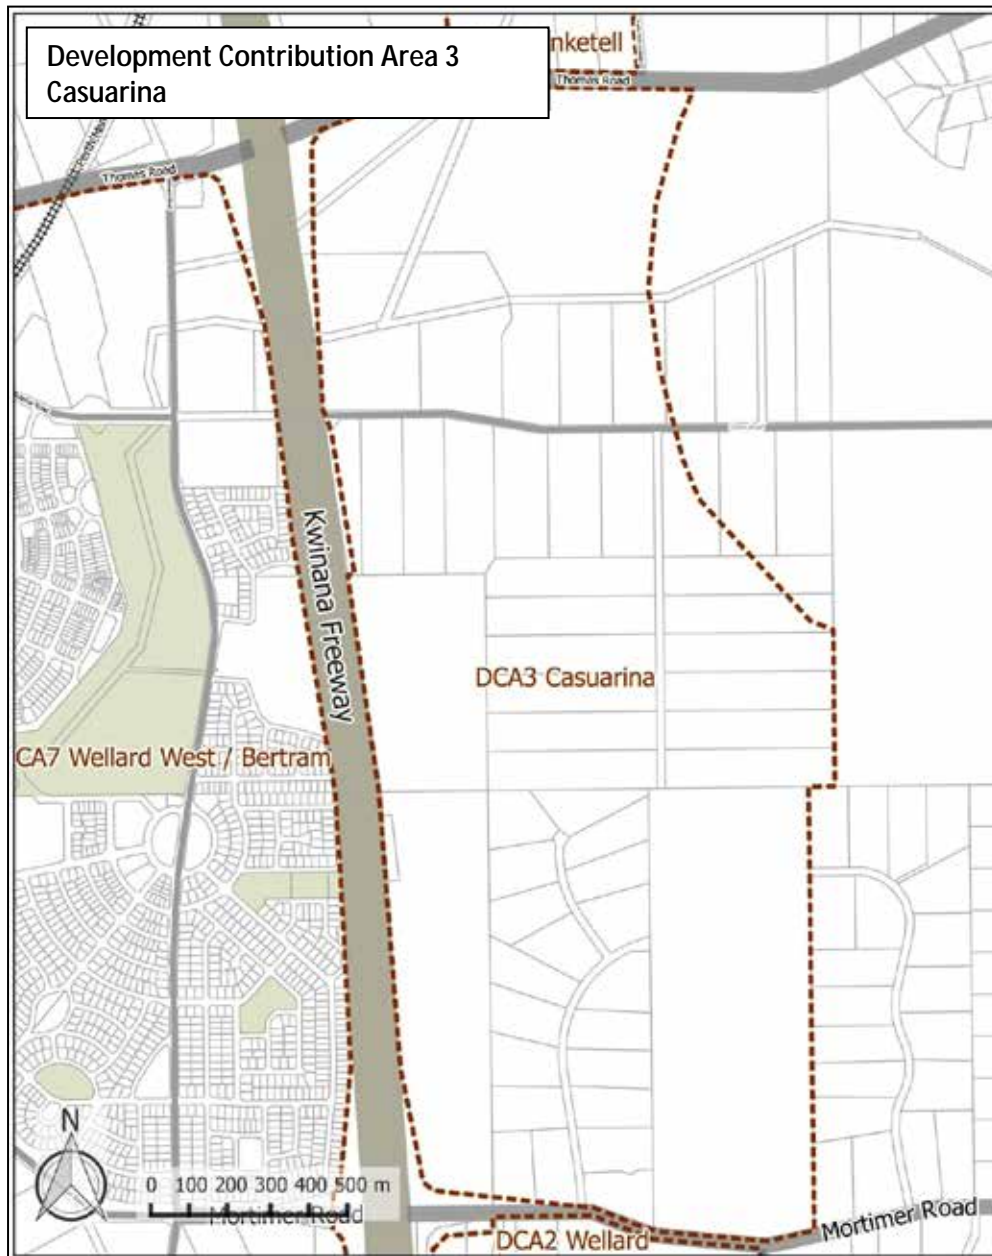 Development Contribution Area 3
Casuarina
nketell
Thomas Road
Thomas Road
Kwinana Freeway
DCA3 Casuarina
CA7 Wellard West / Bertram
N
0 100 200 300 400 500 m
Mortimer Road
Mortimer Road
DCA2 Wellard